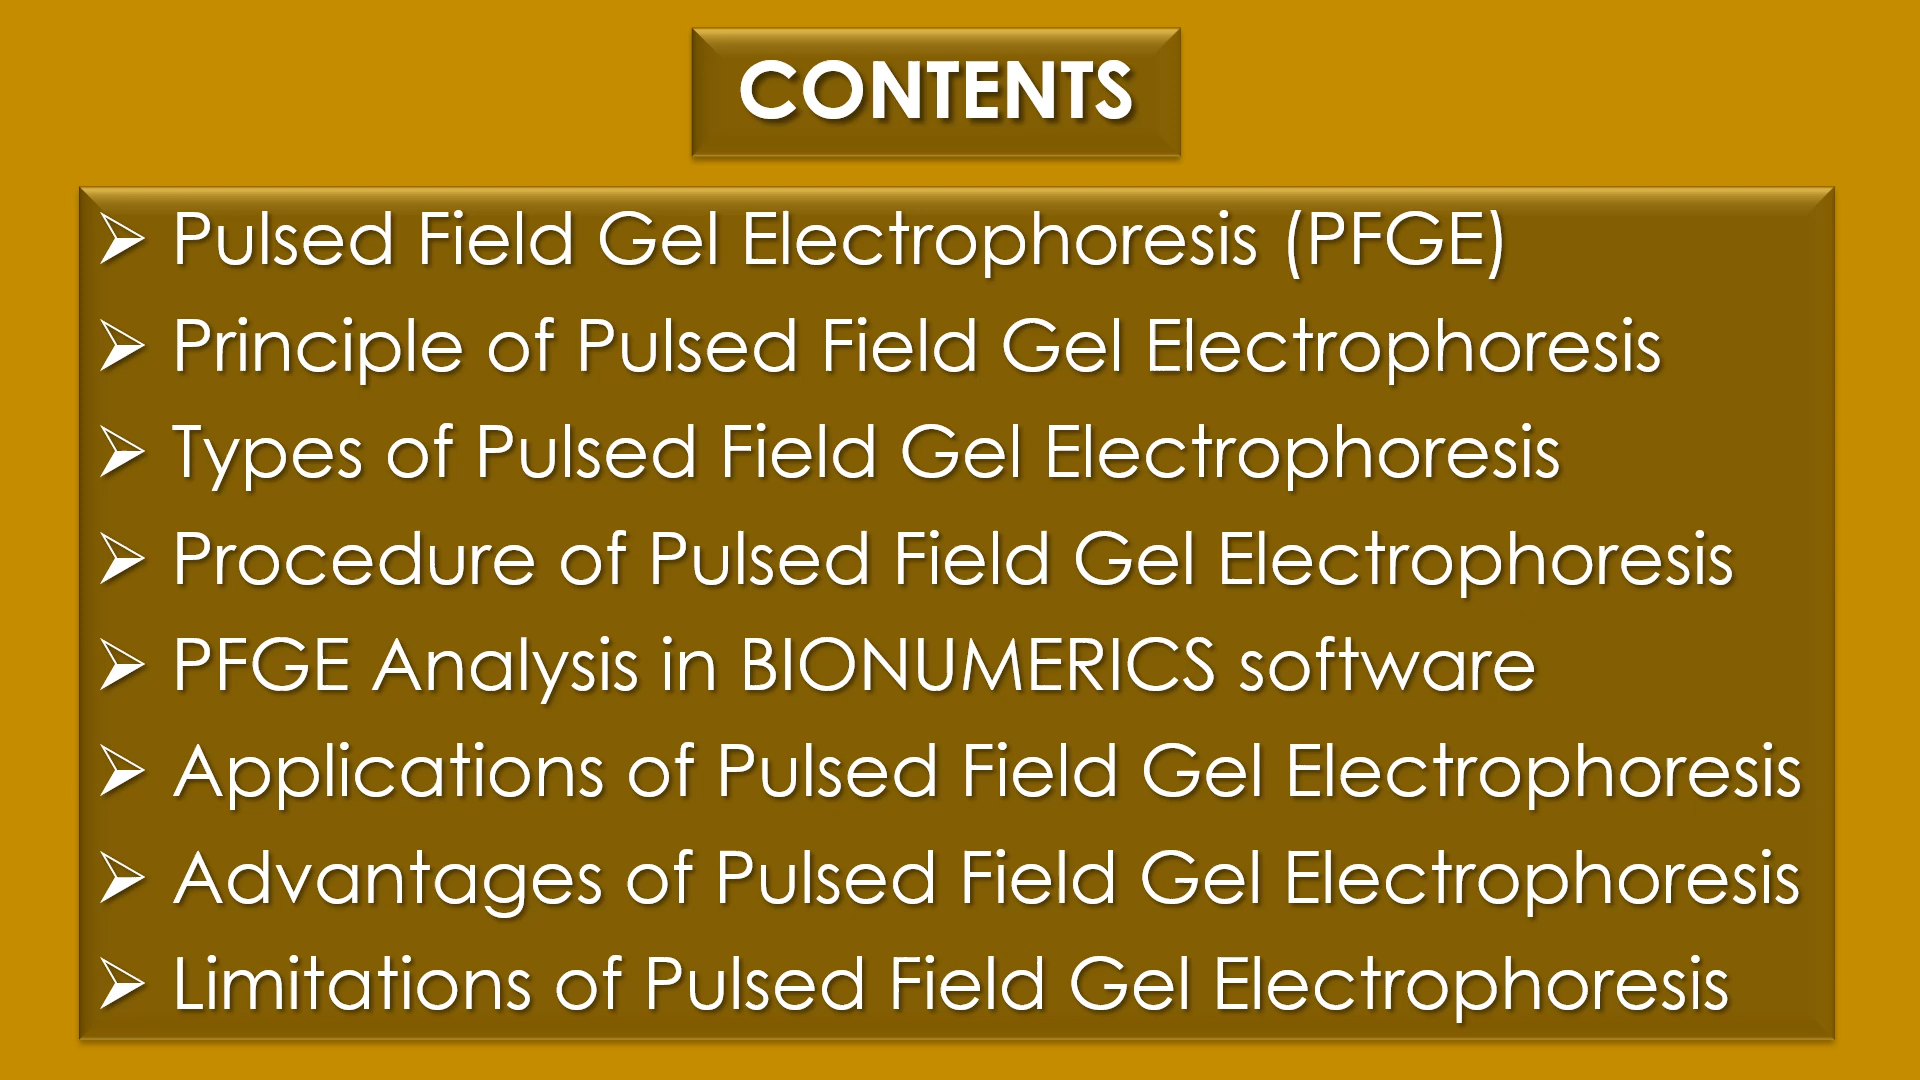 CONTENTS
➢ Pulsed Field Gel Electrophoresis (PFGE)
➢ Principle of Pulsed Field Gel Electrophoresis
➢ Types of Pulsed Field Gel Electrophoresis
➢ Procedure of Pulsed Field Gel Electrophoresis
➢ PFGE Analysis in BIONUMERICS software
➢ Applications of Pulsed Field Gel Electrophoresis
➢ Advantages of Pulsed Field Gel Electrophoresis
➢ Limitations of Pulsed Field Gel Electrophoresis